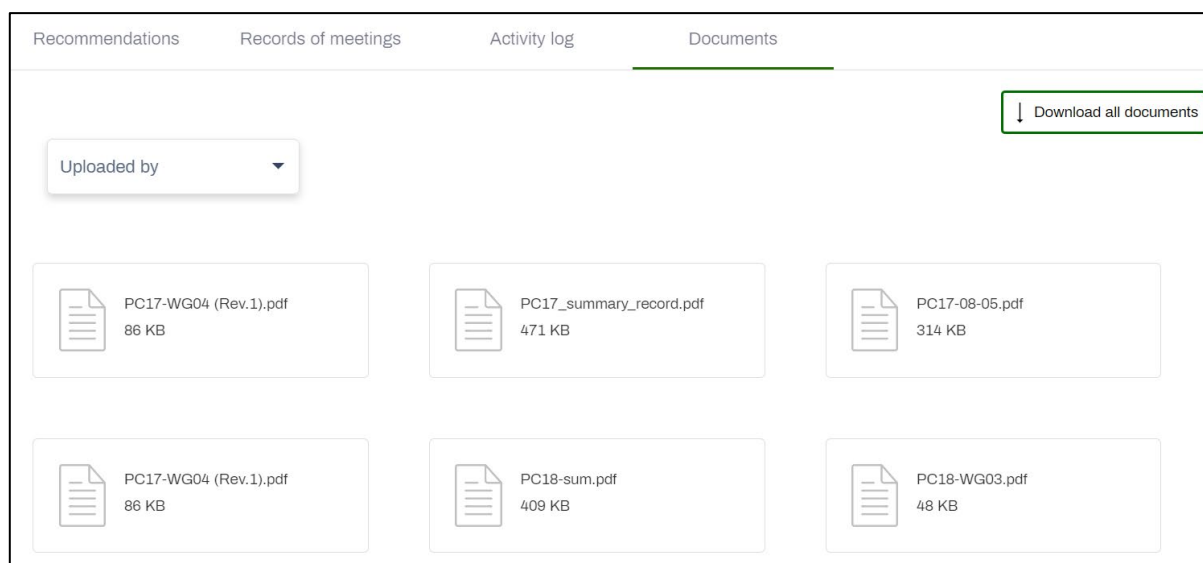 Recommendations Records of meetings Activity log Documents
Download all documents
Uploaded by
PC17-WG04 (Rev.1).pdf
86 KB
PC17_summary_record.pdf
471 KB
PC17-08-05.pdf
314 KB
PC17-WG04 (Rev.1).pdf
86 KB
PC18-sum.pdf
409 KB
PC18-WG03.pdf
48 KB